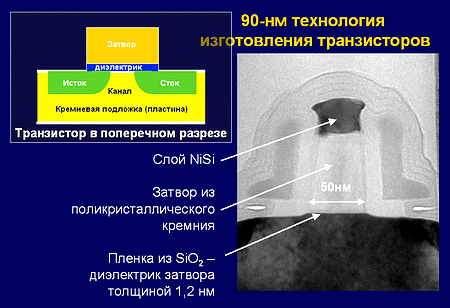 90-нм технология
изготовления транзисторов
Затвор
диэлектрик
Исток
Сток
Канал
Кремневая подложка (пластина)
Транзистор в поперечном разрезе
Слой NiSi
Затвор из
поликристаллического
кремния
50нм
Пленка из SiO₂ –
диэлектрик затвора
толщиной 1,2 нм